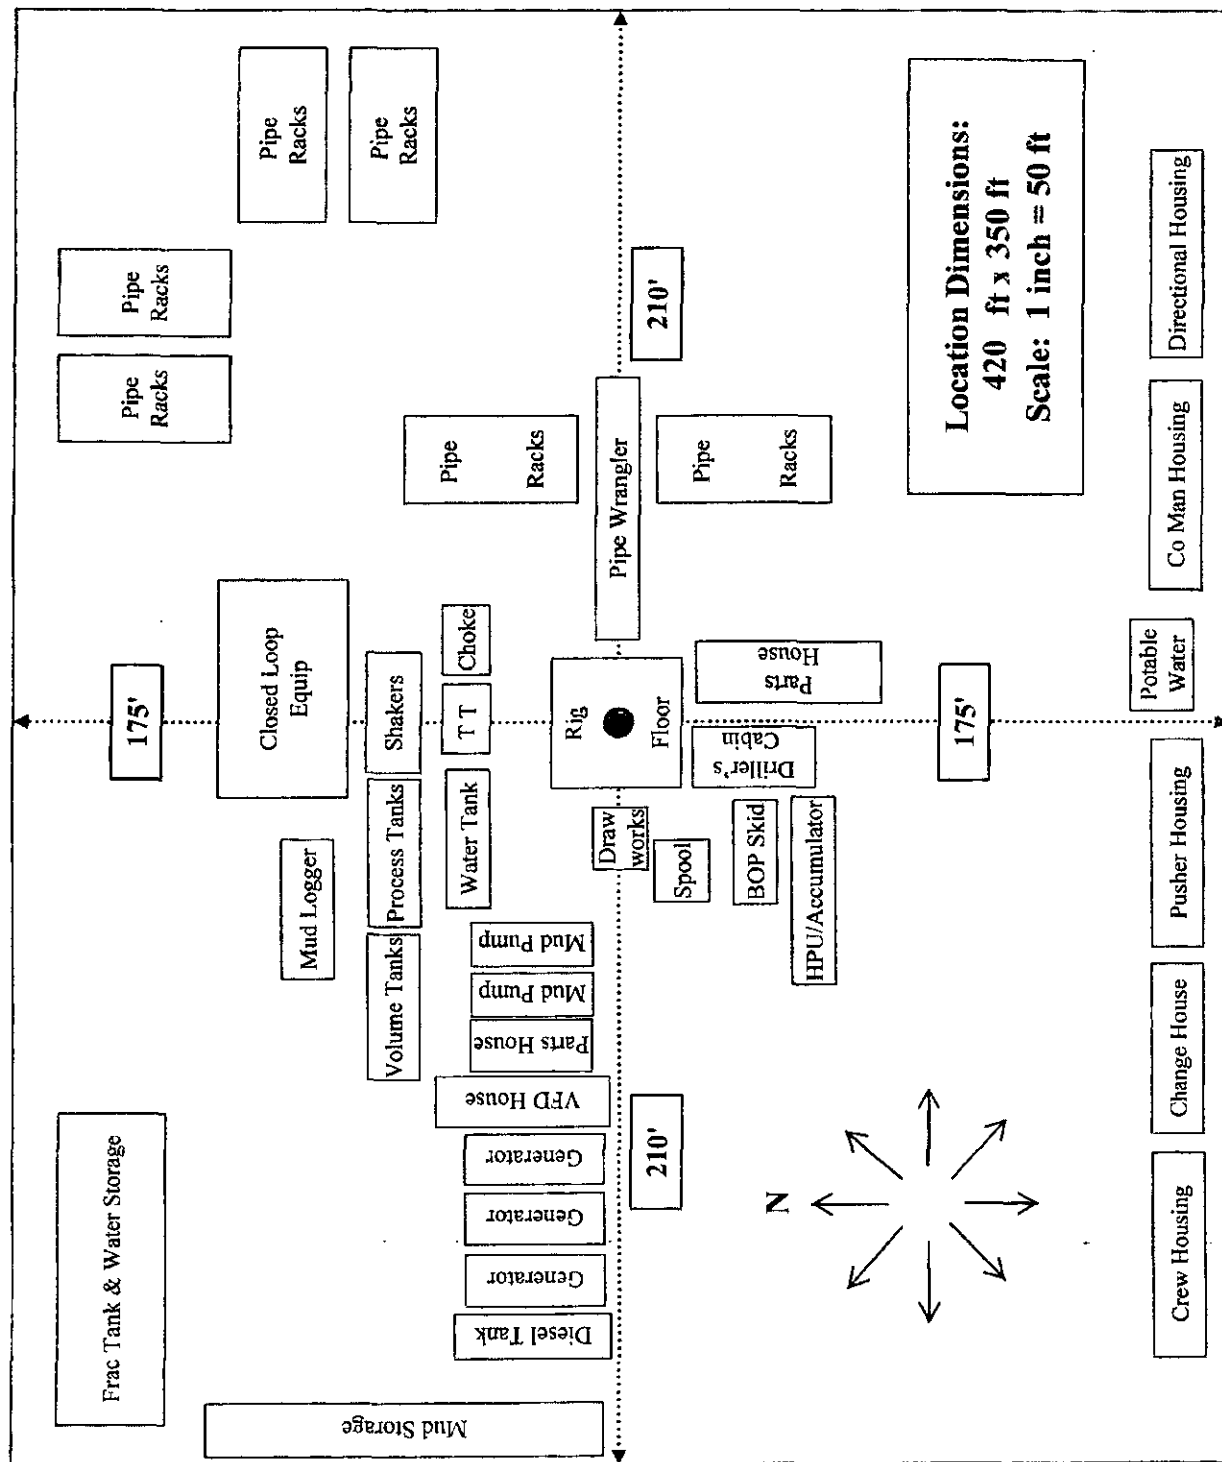 Frac Tank & Water Storage
Pipe
Racks
Pipe
Racks
Pipe
Racks
Pipe
Racks
175'
Closed Loop
Equip
Mud Logger
Volume Tanks
Process Tanks
Shakers
Mud Storage
Diesel Tank
Generator
Generator
Generator
VFD House
Parts House
Mud Pump
Mud Pump
Water Tank
T T
Choke
Pipe
Racks
Draw
works
Rig
Floor
Pipe Wrangler
210'
210'
Spool
BOP Skid
HPU/Accumulator
Driller's
Cabin
Parts
House
Pipe
Racks
N
175'
Location Dimensions:
420 ft x 350 ft
Scale: 1 inch = 50 ft
Crew Housing
Change House
Pusher Housing
Potable
Water
Co Man Housing
Directional Housing